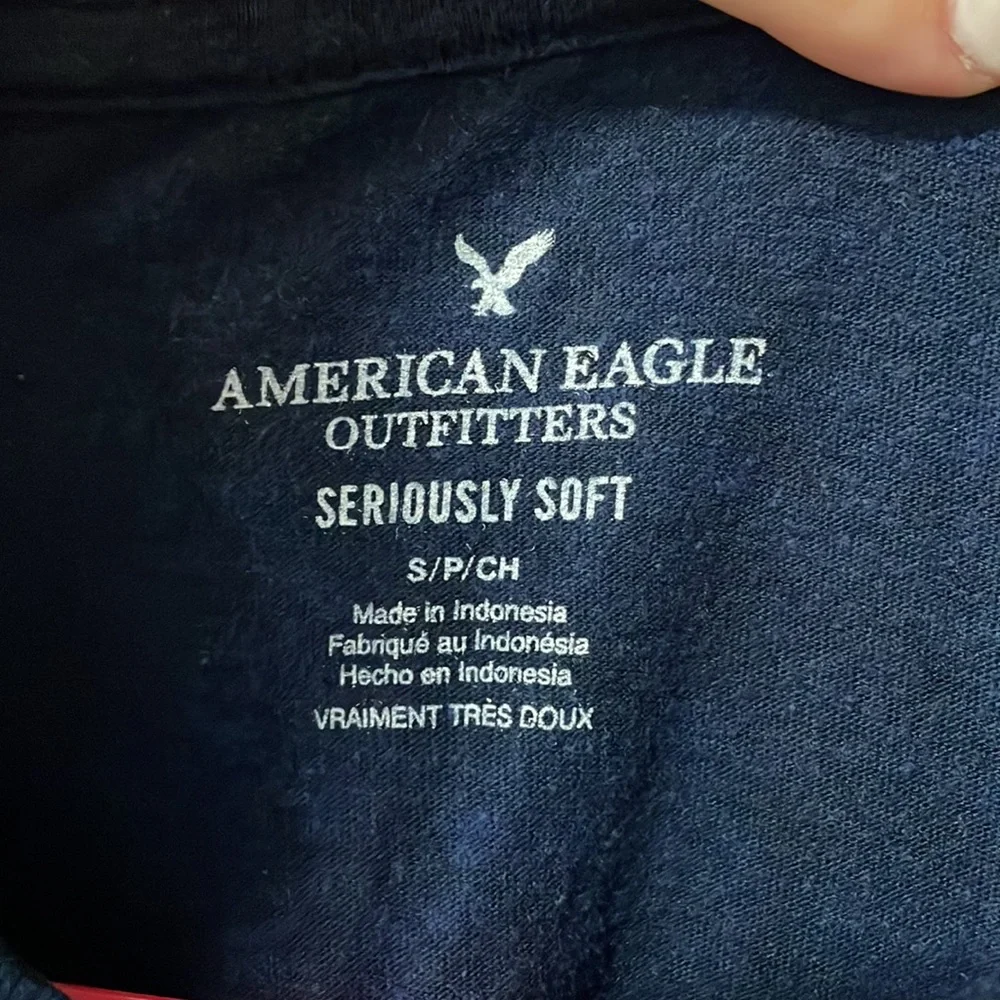 AMERICAN EAGLE
OUTFITTERS
SERIOUSLY SOFT
S/P/CH
Made in Indonesia
Fabriqué au Indonésia
Hecho en Indonesia
VRAIMENT TRÈS DOUX